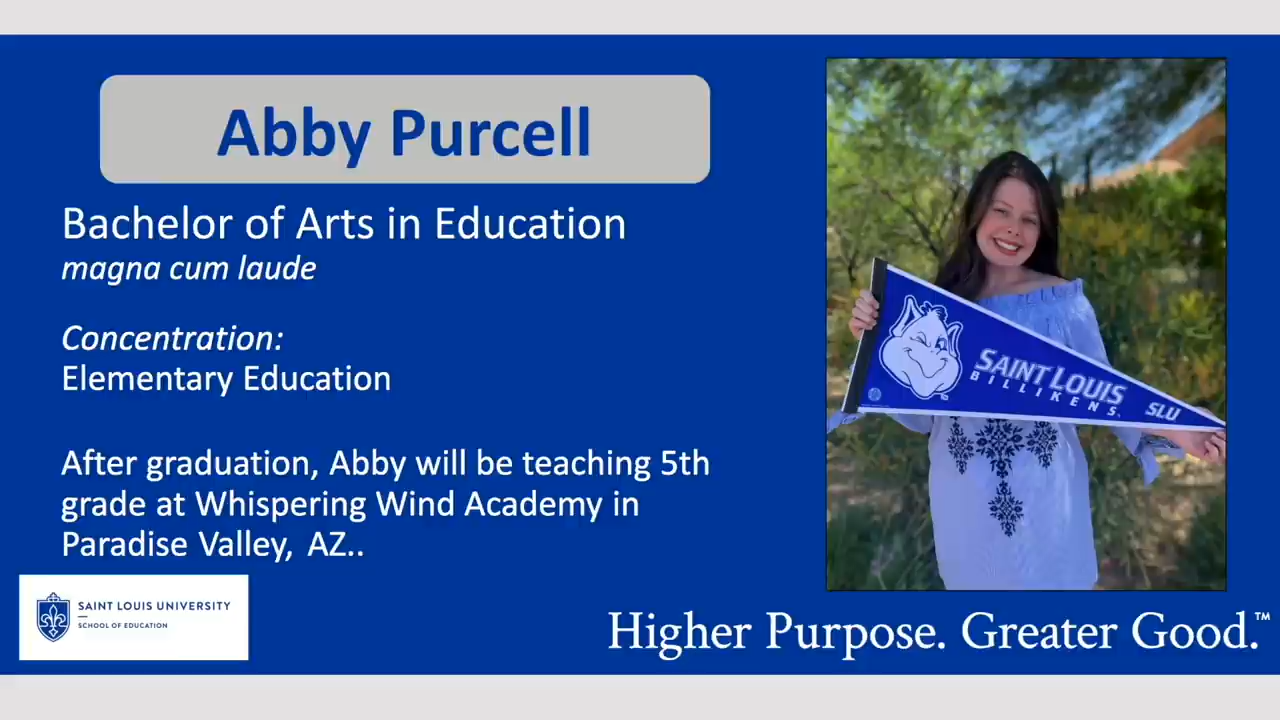 Abby Purcell
Bachelor of Arts in Education
magna cum laude
Concentration:
Elementary Education
After graduation, Abby will be teaching 5th
grade at Whispering Wind Academy in
Paradise Valley, AZ..
SAINT LOUIS
BILLIKENS.
SLU
SAINT LOUIS UNIVERSITY
SCHOOL OF EDUCATION
Higher Purpose. Greater Good.™